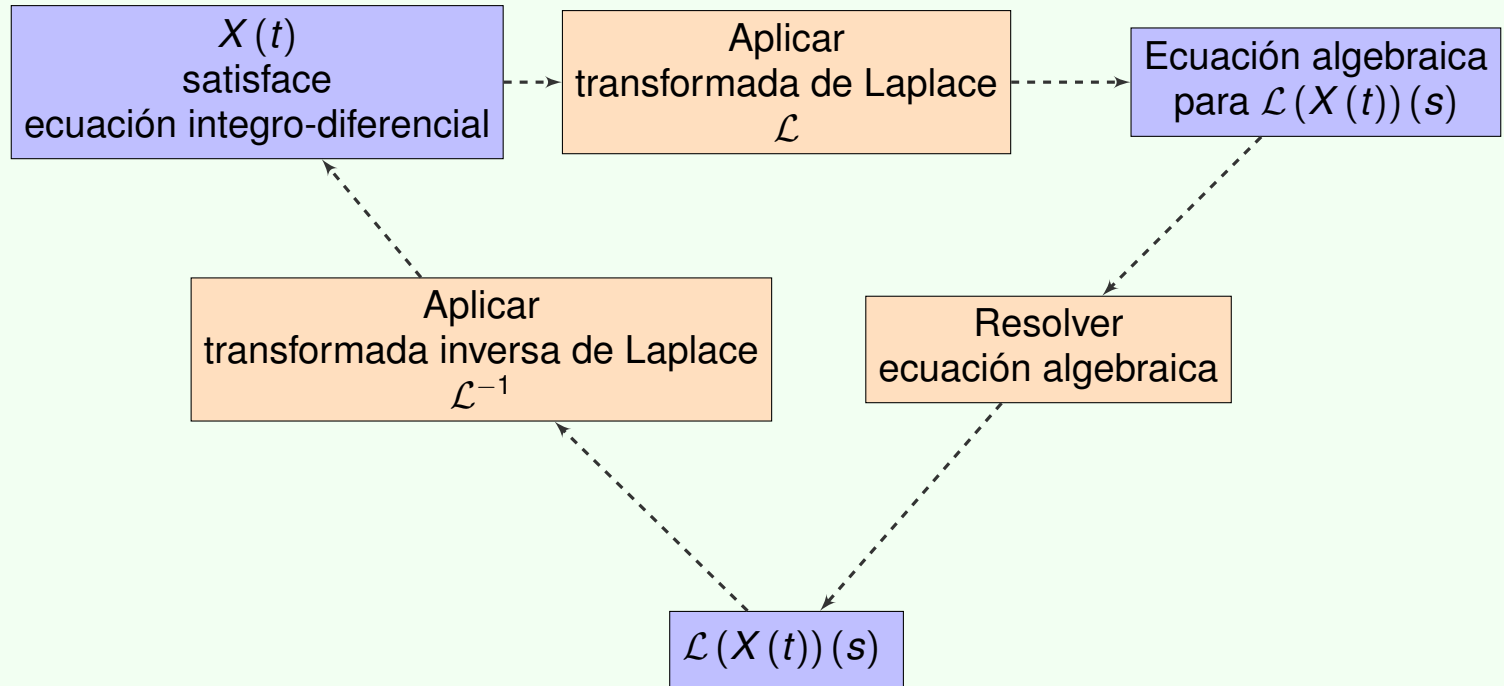 X (t)
satisface
ecuación integro-diferencial
Aplicar
transformada de Laplace
ℒ
Ecuación algebraica
para ℒ (X (t)) (s)
Aplicar
transformada inversa de Laplace
ℒ⁻¹
Resolver
ecuación algebraica
ℒ (X (t)) (s)